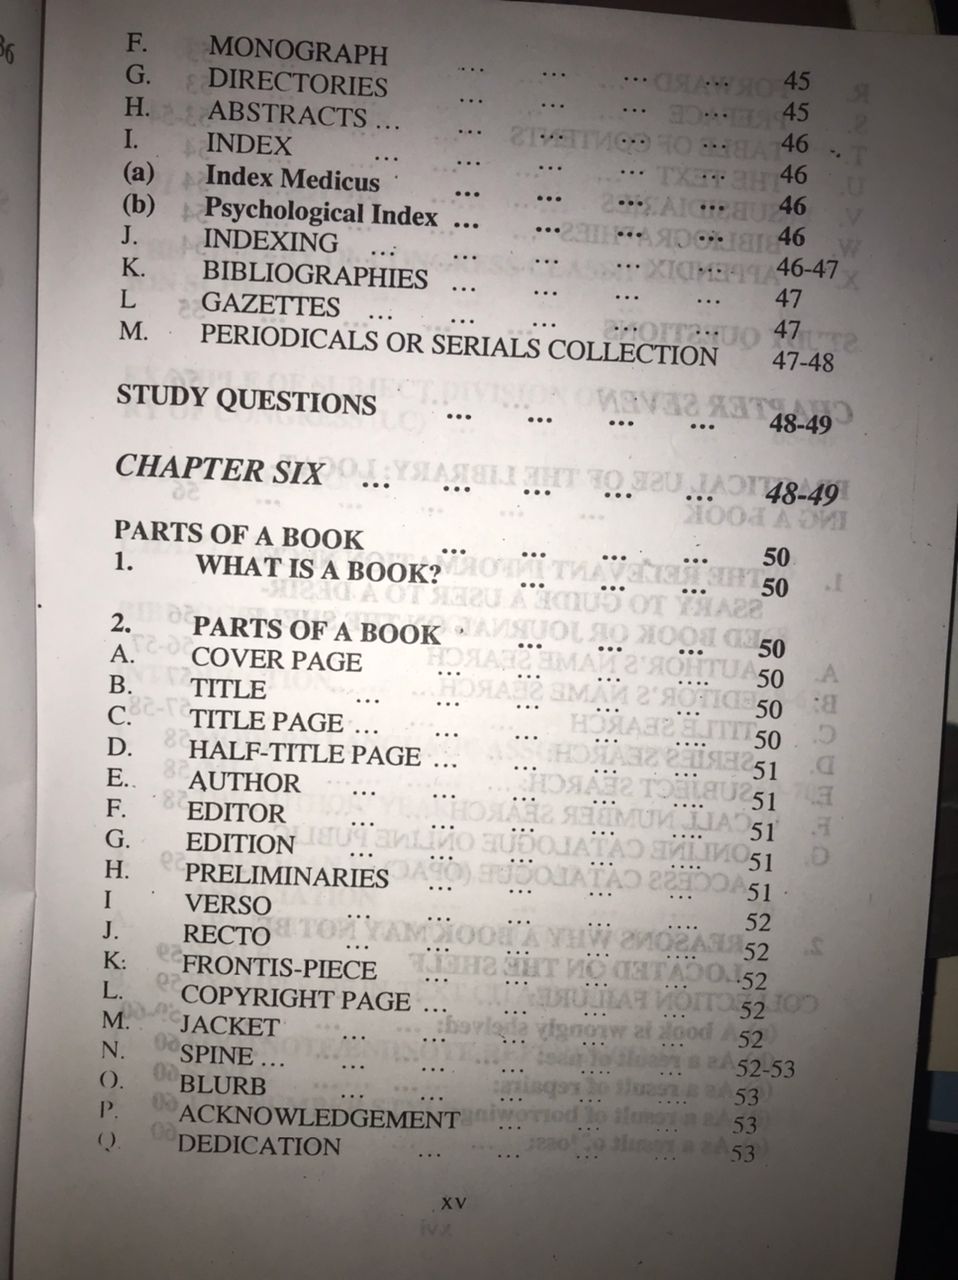 36
F. MONOGRAPH ... ... ... ... 45
G. DIRECTORIES ... ... ... ... 45
H. ABSTRACTS ... ... ... ... ... 46
I. INDEX ... ... ... ... ... 46
(a) Index Medicus ... ... ... ... 46
(b) Psychological Index ... ... ... ... 46
J. INDEXING ... ... ... ... ... 46-47
K. BIBLIOGRAPHIES ... ... ... ... 47
L GAZETTES ... ... ... ... ... 47
M. PERIODICALS OR SERIALS COLLECTION 47-48
STUDY QUESTIONS ... ... ... ... 48-49
CHAPTER SIX ... ... ... ... ... 48-49
PARTS OF A BOOK ... ... ... ... 50
1. WHAT IS A BOOK? ... ... ... 50
2. PARTS OF A BOOK ... ... ... 50
A. COVER PAGE ... ... ... .... 50
B. TITLE ... ... ... ... .... 50
C. TITLE PAGE ... ... ... ... .... 50
D. HALF-TITLE PAGE ... ... ... ... 51
E. AUTHOR ... ... ... ... .... 51
F. EDITOR ... ... ... ... .... 51
G. EDITION ... ... ... ... .... 51
H. PRELIMINARIES ... ... ... ... 51
I VERSO ... ... ... ... .... 52
J. RECTO ... ... ... ... .... 52
K: FRONTIS-PIECE ... ... ... ... 52
L. COPYRIGHT PAGE ... ... ... ... 52
M. JACKET ... ... ... ... ... 52
N. SPINE ... ... ... ... ... ... 52-53
O. BLURB ... ... ... ... ... 53
P. ACKNOWLEDGEMENT ... ... ... 53
Q. DEDICATION ... ... ... ... 53
xv